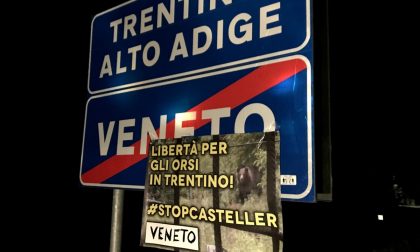 TRENTINO
ALTO ADIGE
VENETO
LIBERTÀ PER
GLI ORSI
IN TRENTINO!
#STOPCASTELLER
VENETO